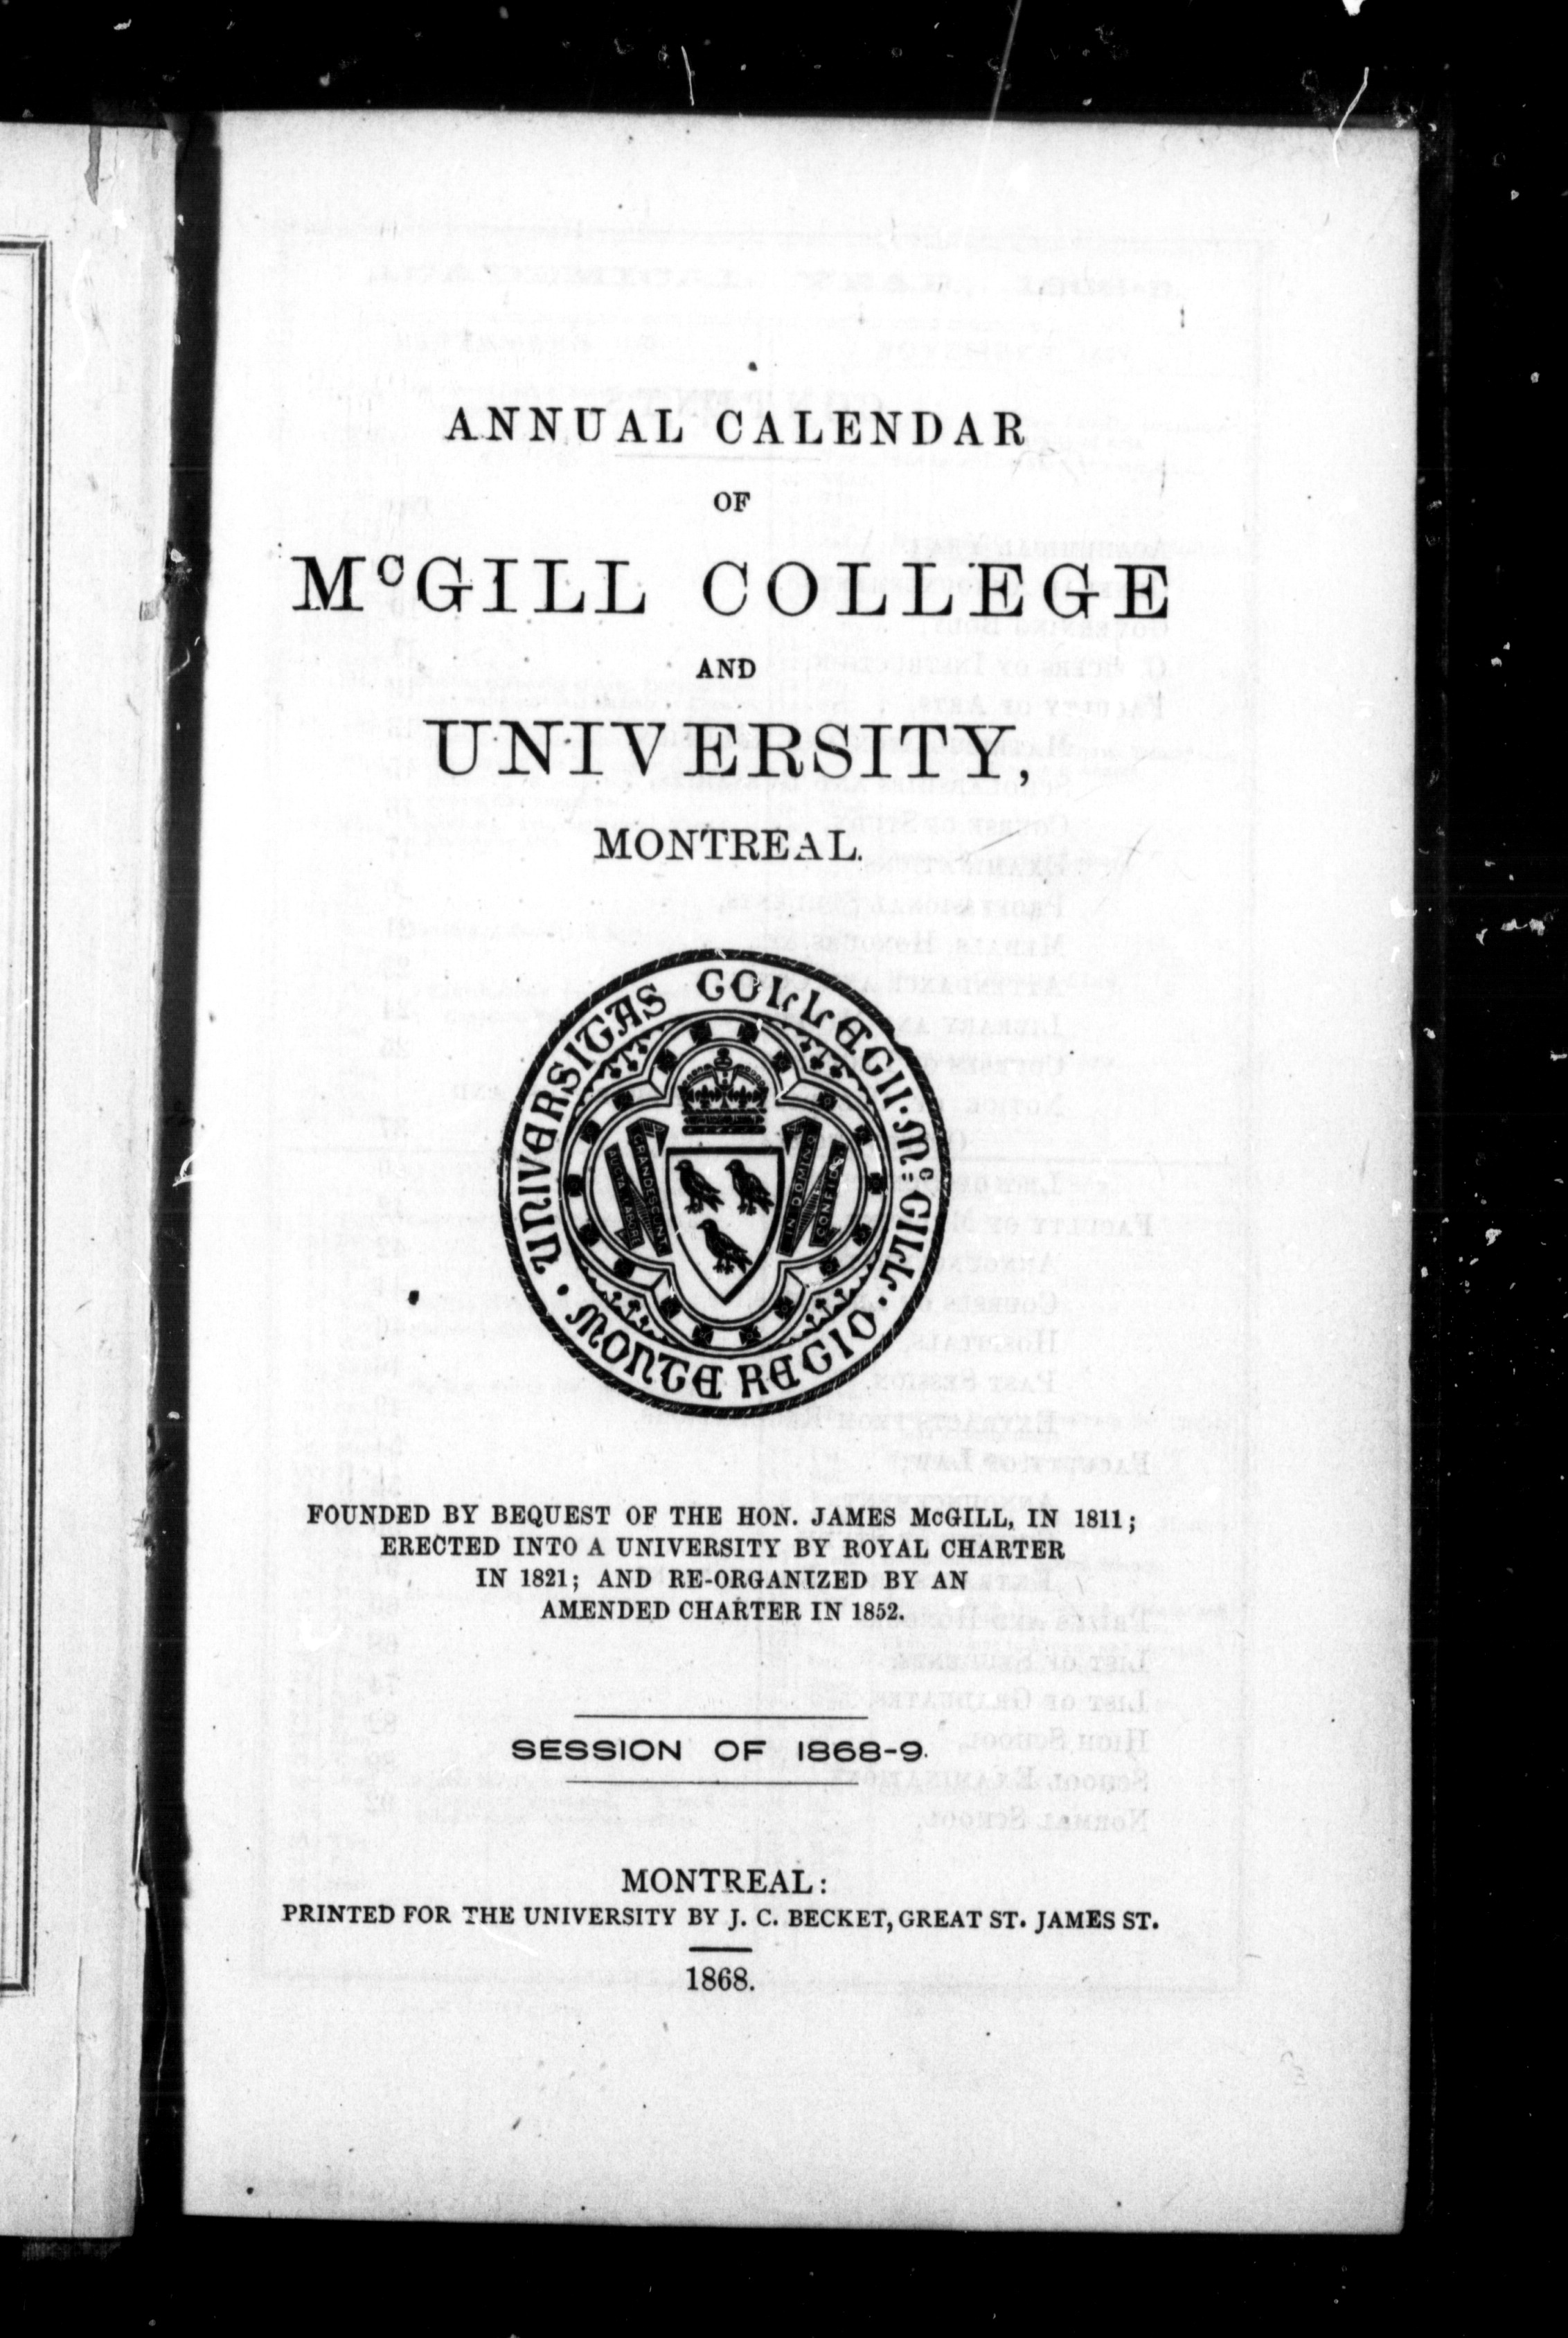 ANNUAL CALENDAR
OF
McGILL COLLEGE
AND
UNIVERSITY,
MONTREAL.
UNIVERSITAS COLLEGII · Mc GILL · MONTE REGIO ·
GRANDESCUNT
AUCTA LABORE
IN DOMINO
CONFIDO
FOUNDED BY BEQUEST OF THE HON. JAMES McGILL, IN 1811;
ERECTED INTO A UNIVERSITY BY ROYAL CHARTER
IN 1821; AND RE-ORGANIZED BY AN
AMENDED CHARTER IN 1852.
SESSION OF 1868-9.
MONTREAL:
PRINTED FOR THE UNIVERSITY BY J. C. BECKET, GREAT ST. JAMES ST.
1868.